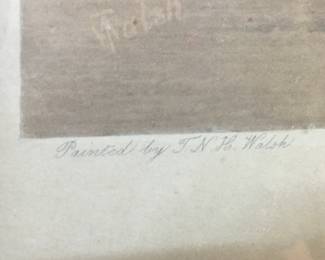 Walsh
Painted by T. N. H. Walsh